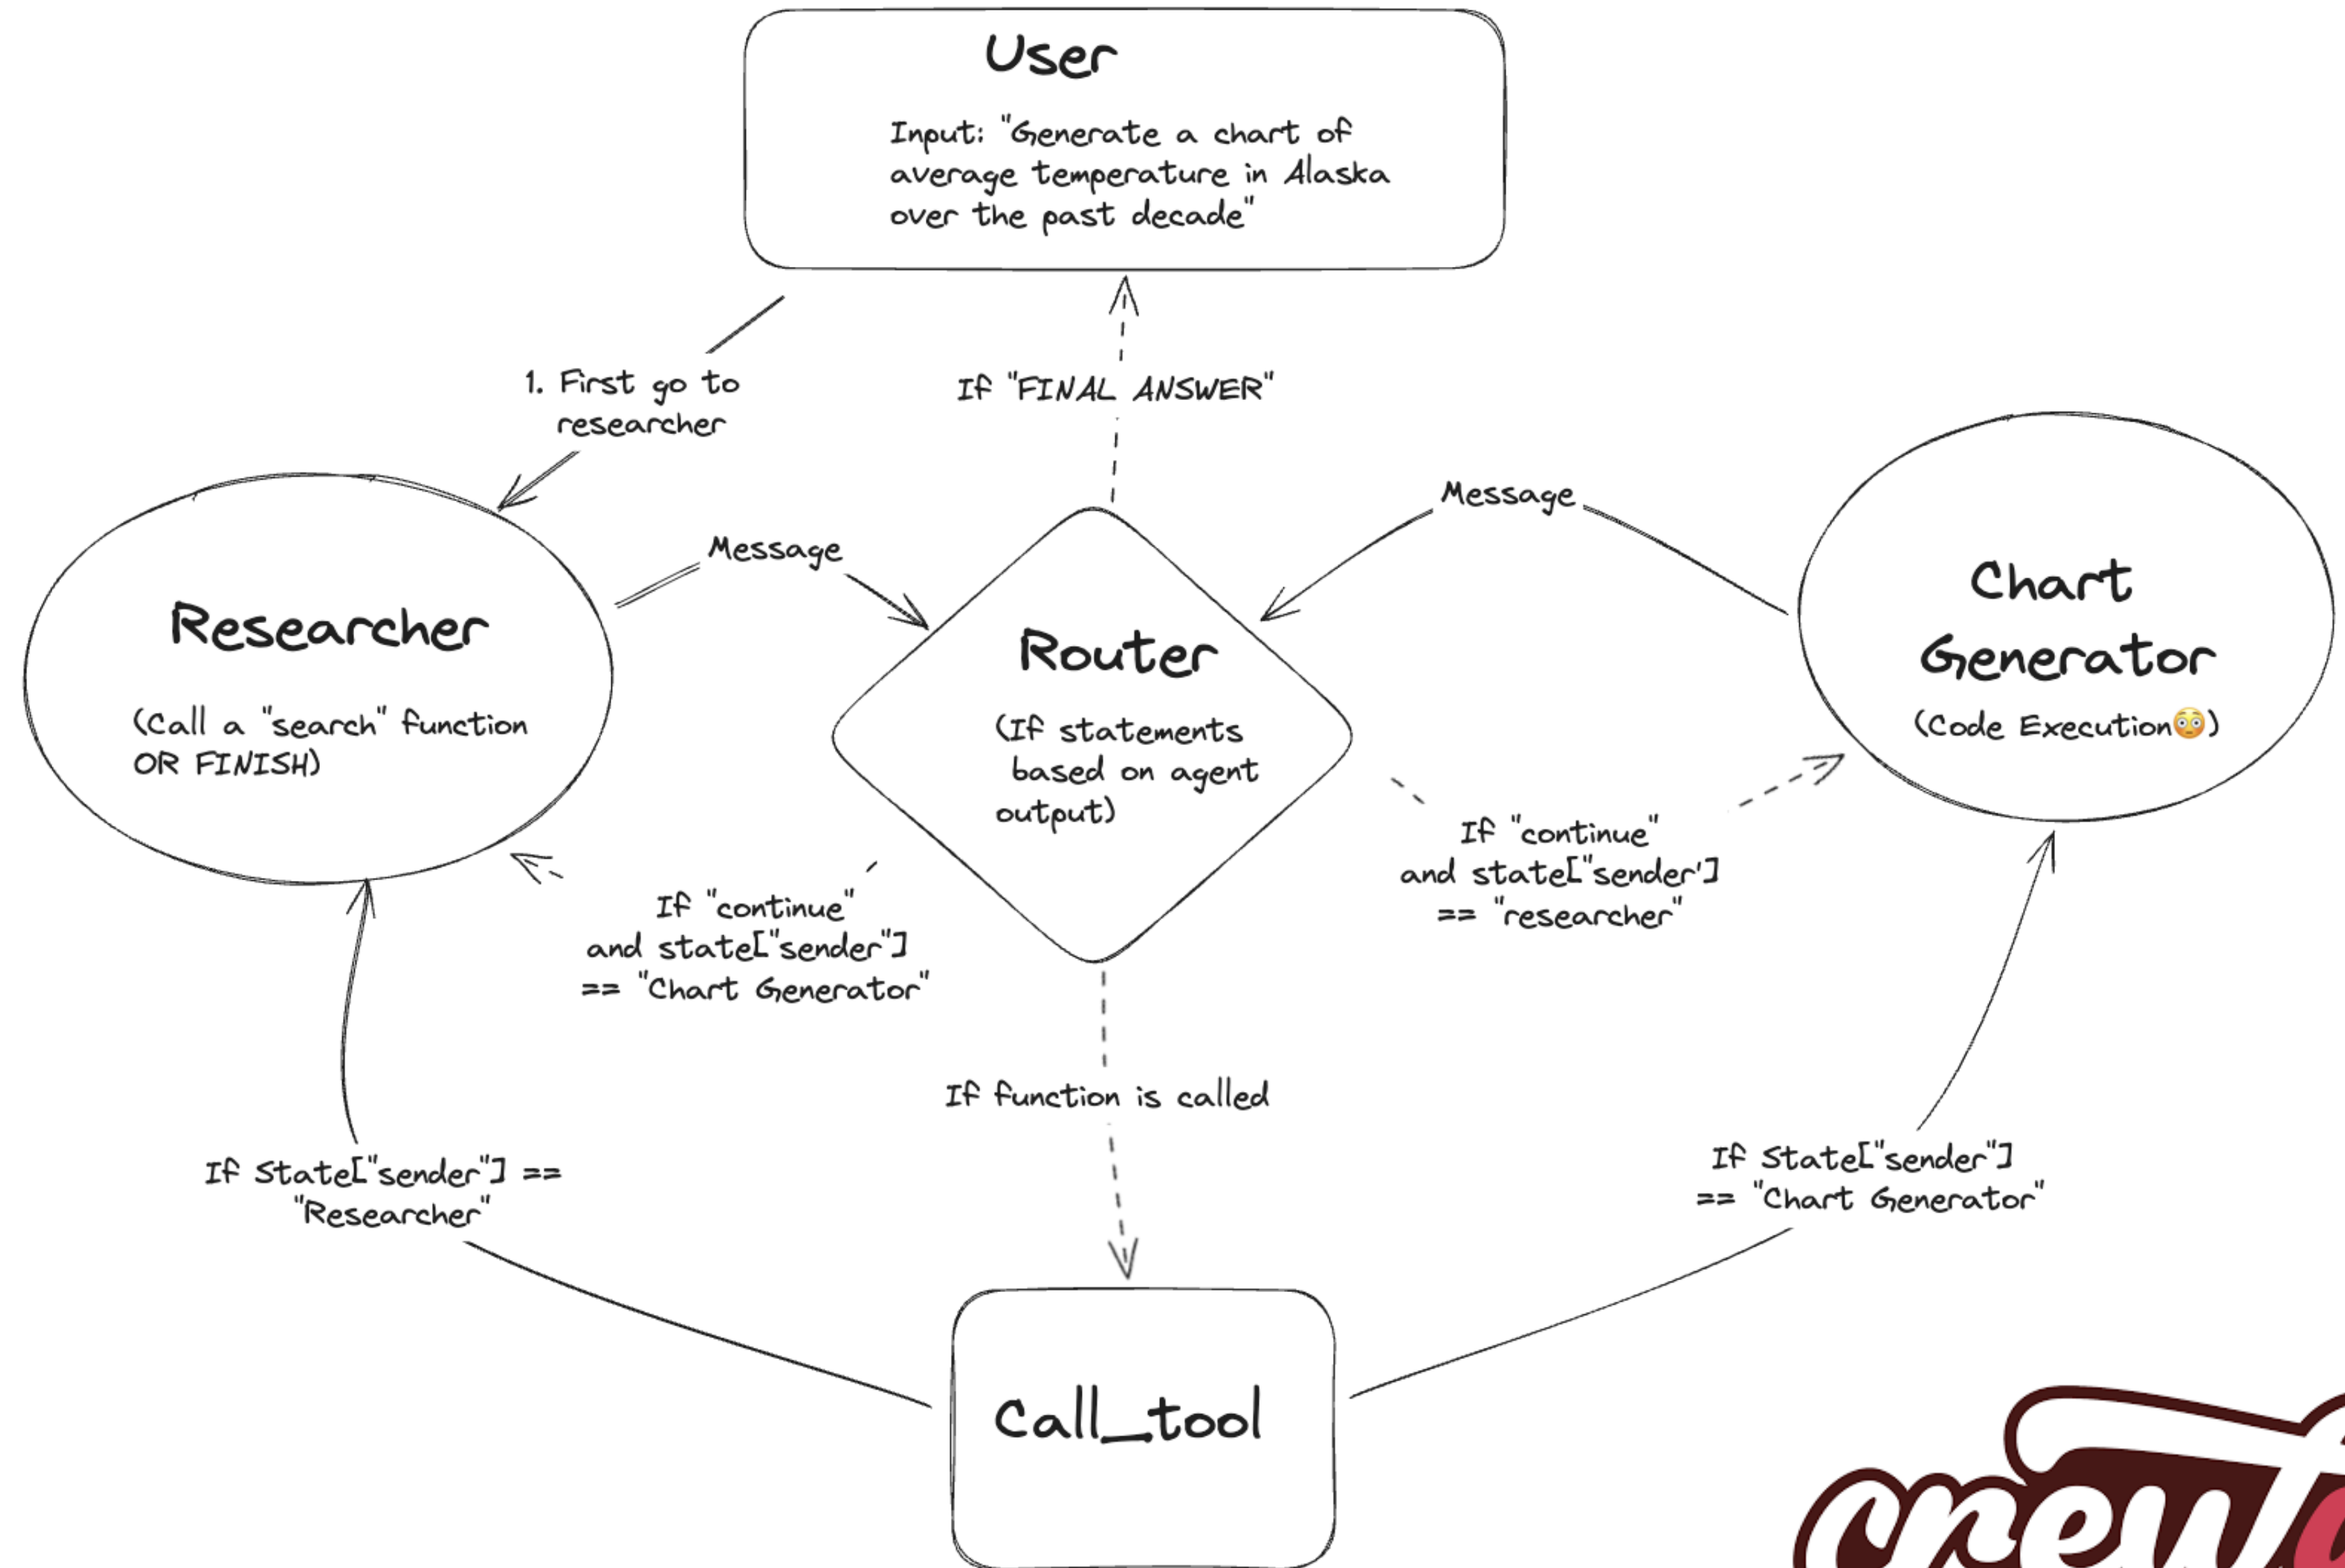 User
Input: "Generate a chart of
average temperature in Alaska
over the past decade"
1. First go to
researcher
If "FINAL ANSWER"
Message
Message
Researcher
(Call a "search" function
OR FINISH)
Router
(If statements
based on agent
output)
Chart
Generator
(Code Execution😳)
If "continue"
and state["sender"]
== "Chart Generator"
If "continue"
and state["sender']
== "researcher"
If function is called
If State["sender"] ==
"Researcher"
If State["sender"]
== "Chart Generator"
Call_tool
crew